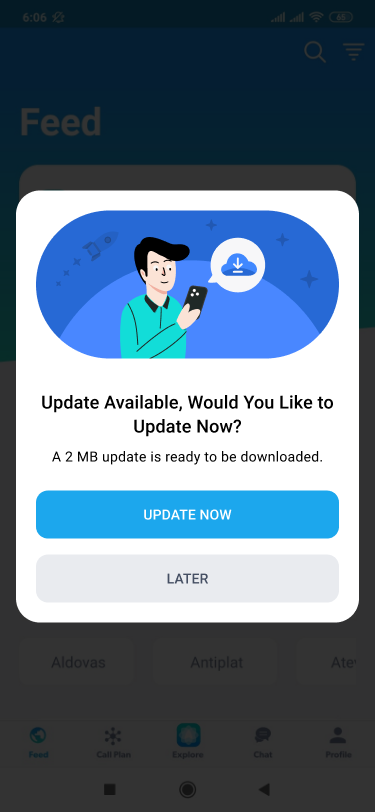 6:06
Feed
Update Available, Would You Like to
Update Now?
A 2 MB update is ready to be downloaded.
UPDATE NOW
LATER
Aldovas Antiplat
Feed Call Plan Explore Chat Profile